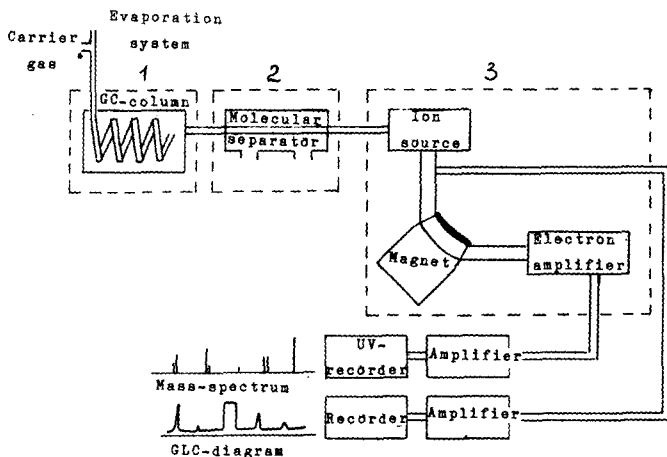 Evaporation
system
Carrier
gas
1
2
3
GC-column
Molecular
separator
Ion
source
Magnet
Electron
amplifier
UV-
recorder
Amplifier
Mass-spectrum
Recorder
Amplifier
GLC-diagram